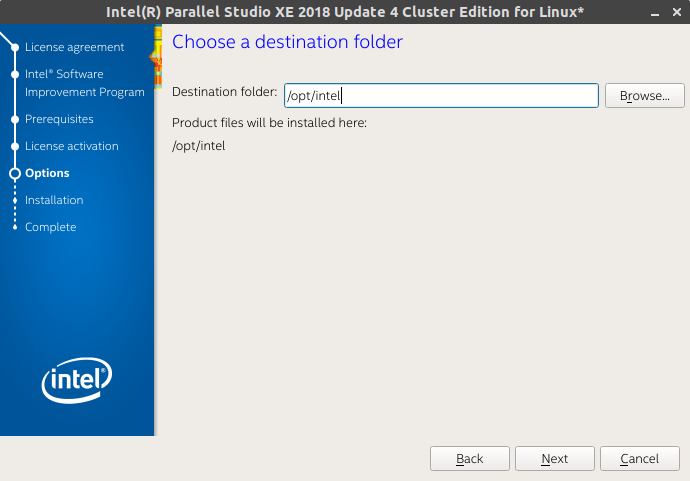 Intel(R) Parallel Studio XE 2018 Update 4 Cluster Edition for Linux*
License agreement
Intel® Software
Improvement Program
Prerequisites
License activation
Options
Installation
Complete
intel®
Choose a destination folder
Destination folder: /opt/intel Browse...
Product files will be installed here:
/opt/intel
Back Next Cancel